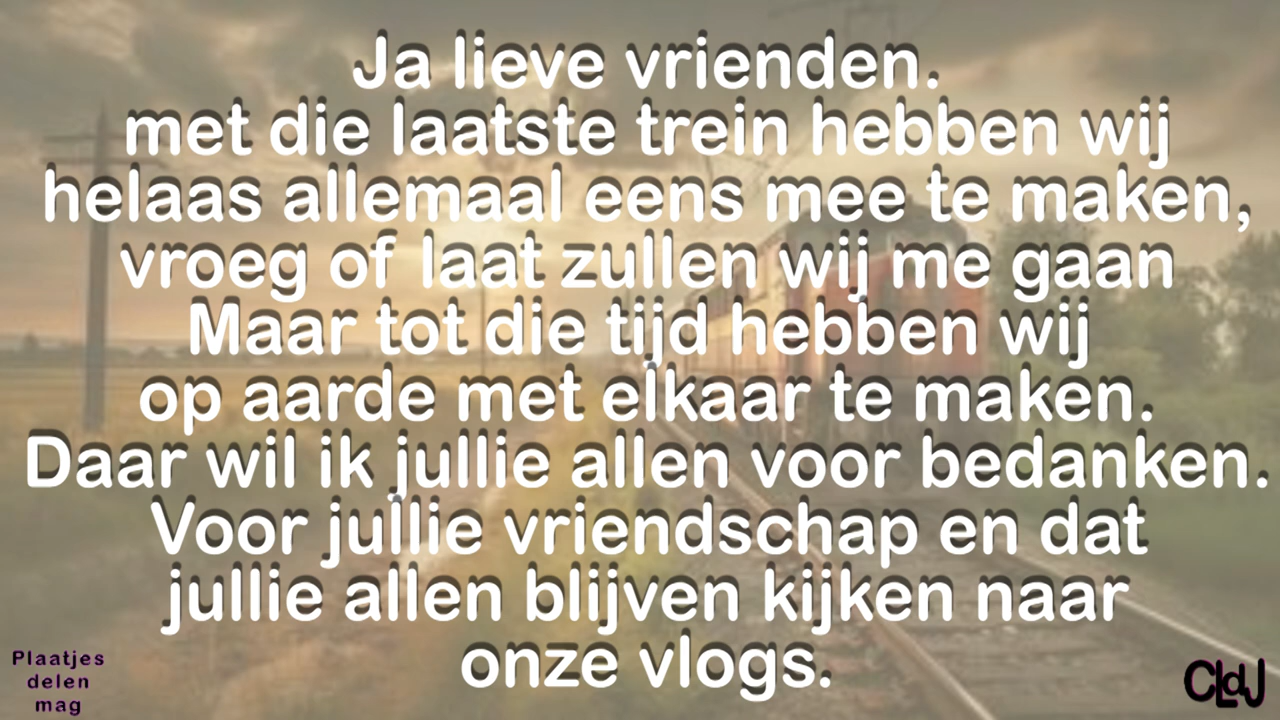 Ja lieve vrienden.
met die laatste trein hebben wij
helaas allemaal eens mee te maken,
vroeg of laat zullen wij me gaan
Maar tot die tijd hebben wij
op aarde met elkaar te maken.
Daar wil ik jullie allen voor bedanken.
Voor jullie vriendschap en dat
jullie allen blijven kijken naar
onze vlogs.
Plaatjes
delen
mag
CLdJ